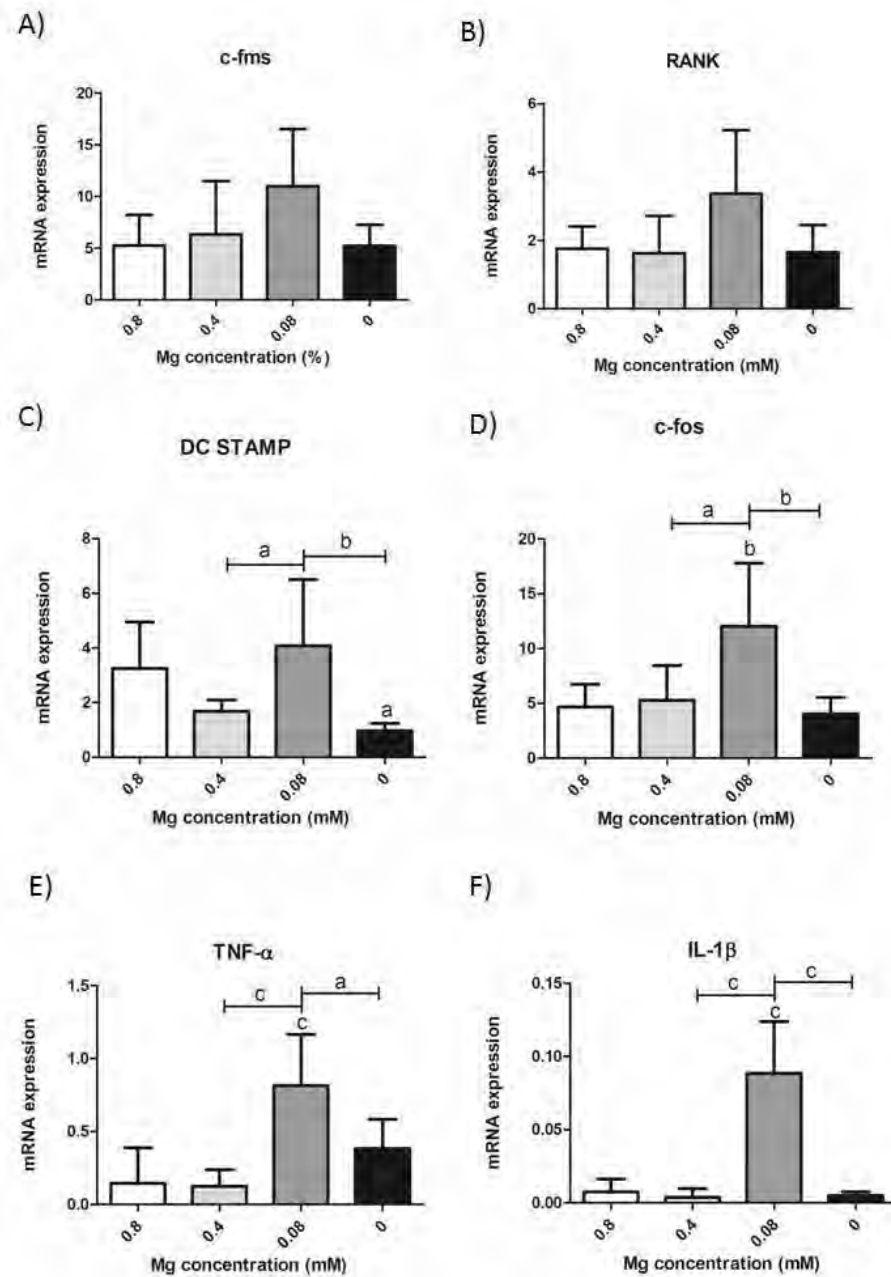 A)
c-fms
20
15
10
5
0
mRNA expression
0.8
0.4
0.08
0
Mg concentration (%)
B)
RANK
6
4
2
0
mRNA expression
0.8
0.4
0.08
0
Mg concentration (mM)
C)
DC STAMP
a
b
8
6
4
2
0
mRNA expression
a
0.8
0.4
0.08
0
Mg concentration (mM)
D)
c-fos
a
b
b
20
15
10
5
0
mRNA expression
0.8
0.4
0.08
0
Mg concentration (mM)
E)
TNF-α
c
a
c
1.5
1.0
0.5
0.0
mRNA expression
0.8
0.4
0.08
0
Mg concentration (mM)
F)
IL-1β
c
c
c
0.15
0.10
0.05
0.00
mRNA expression
0.8
0.4
0.08
0
Mg concentration (mM)